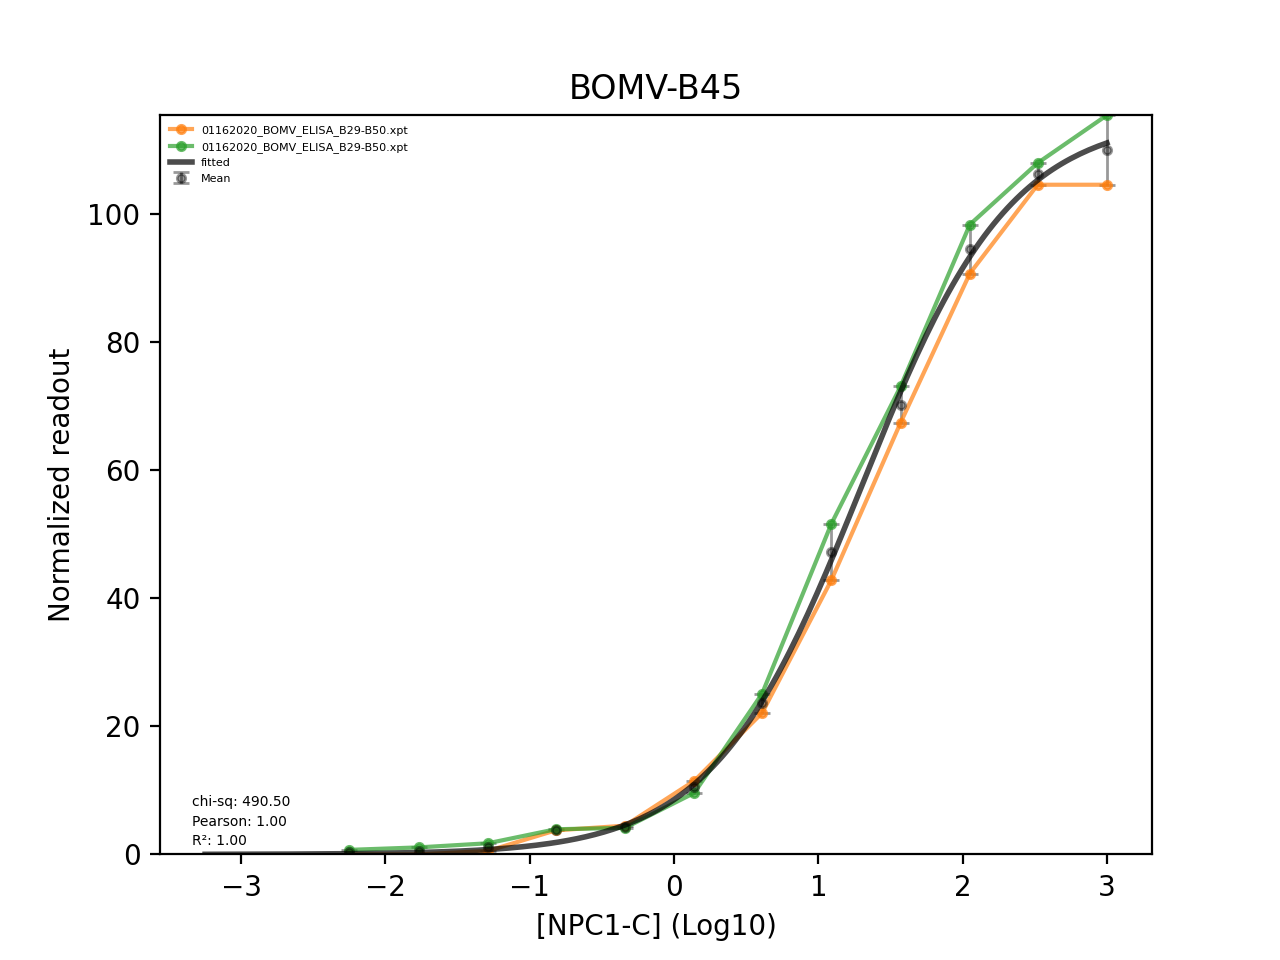 BOMV-B45
01162020_BOMV_ELISA_B29-B50.xpt
01162020_BOMV_ELISA_B29-B50.xpt
fitted
Mean
Normalized readout
100
80
60
40
20
0
chi-sq: 490.50
Pearson: 1.00
R²: 1.00
−3 −2 −1 0 1 2 3
[NPC1-C] (Log10)